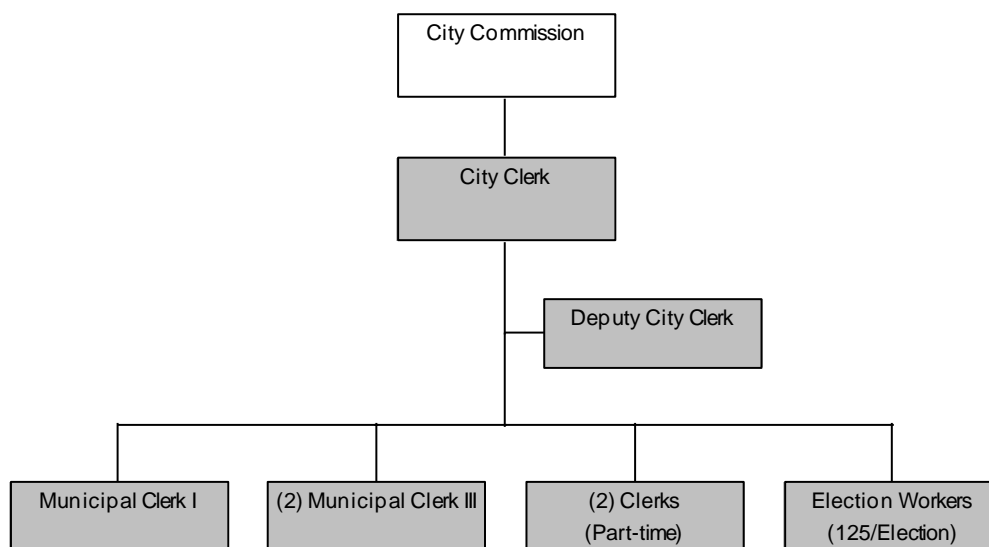 City Commission
City Clerk
Deputy City Clerk
Municipal Clerk I
(2) Municipal Clerk III
(2) Clerks
(Part-time)
Election Workers
(125/Election)